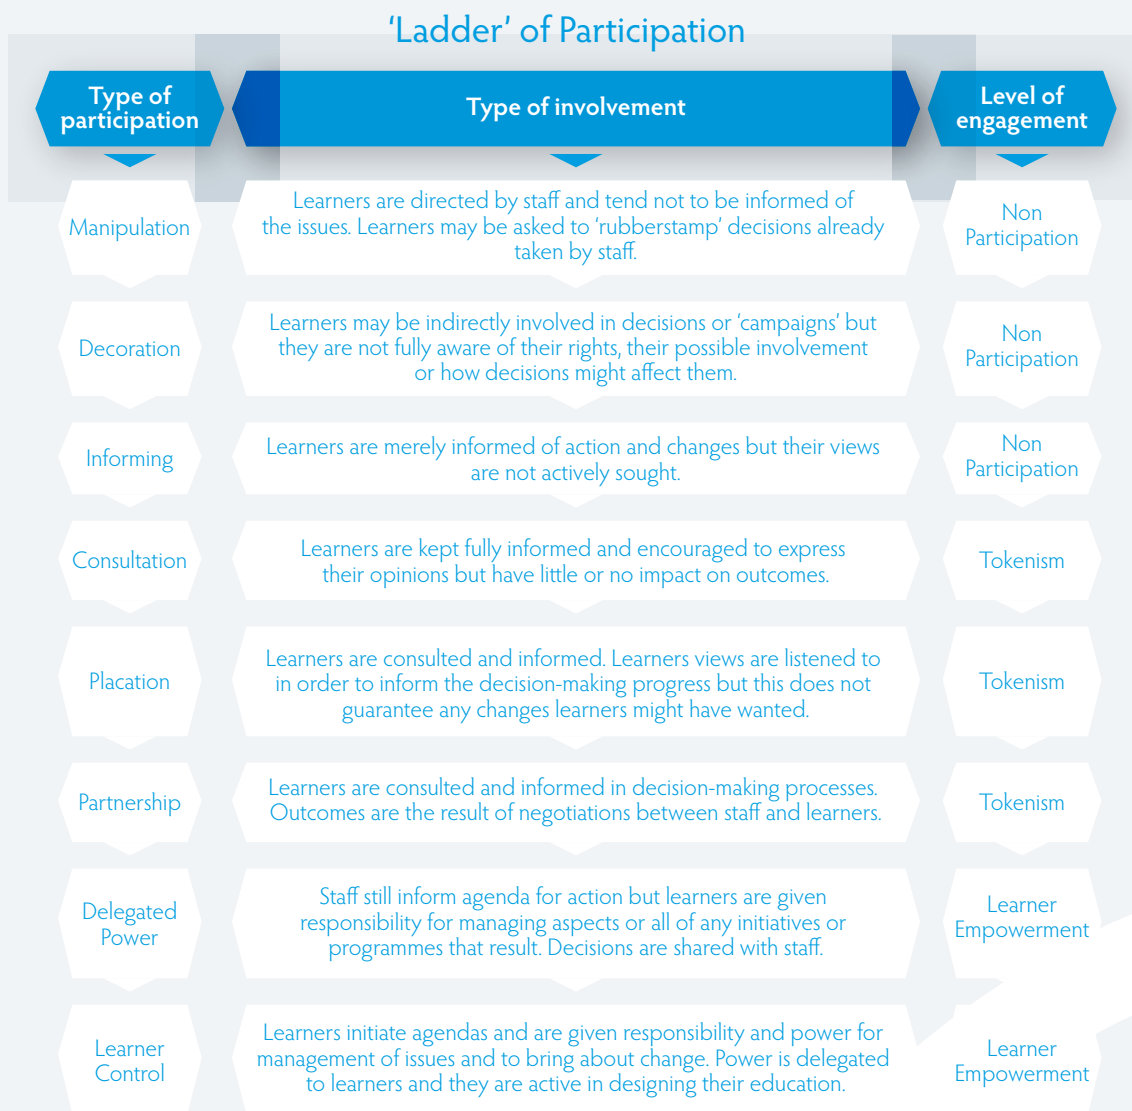 ‘Ladder’ of Participation
Type of
participation
Type of involvement
Level of
engagement
Manipulation
Learners are directed by staff and tend not to be informed of
the issues. Learners may be asked to ‘rubberstamp’ decisions already
taken by staff.
Non
Participation
Decoration
Learners may be indirectly involved in decisions or ‘campaigns’ but
they are not fully aware of their rights, their possible involvement
or how decisions might affect them.
Non
Participation
Informing
Learners are merely informed of action and changes but their views
are not actively sought.
Non
Participation
Consultation
Learners are kept fully informed and encouraged to express
their opinions but have little or no impact on outcomes.
Tokenism
Placation
Learners are consulted and informed. Learners views are listened to
in order to inform the decision-making progress but this does not
guarantee any changes learners might have wanted.
Tokenism
Partnership
Learners are consulted and informed in decision-making processes.
Outcomes are the result of negotiations between staff and learners.
Tokenism
Delegated
Power
Staff still inform agenda for action but learners are given
responsibility for managing aspects or all of any initiatives or
programmes that result. Decisions are shared with staff.
Learner
Empowerment
Learner
Control
Learners initiate agendas and are given responsibility and power for
management of issues and to bring about change. Power is delegated
to learners and they are active in designing their education.
Learner
Empowerment